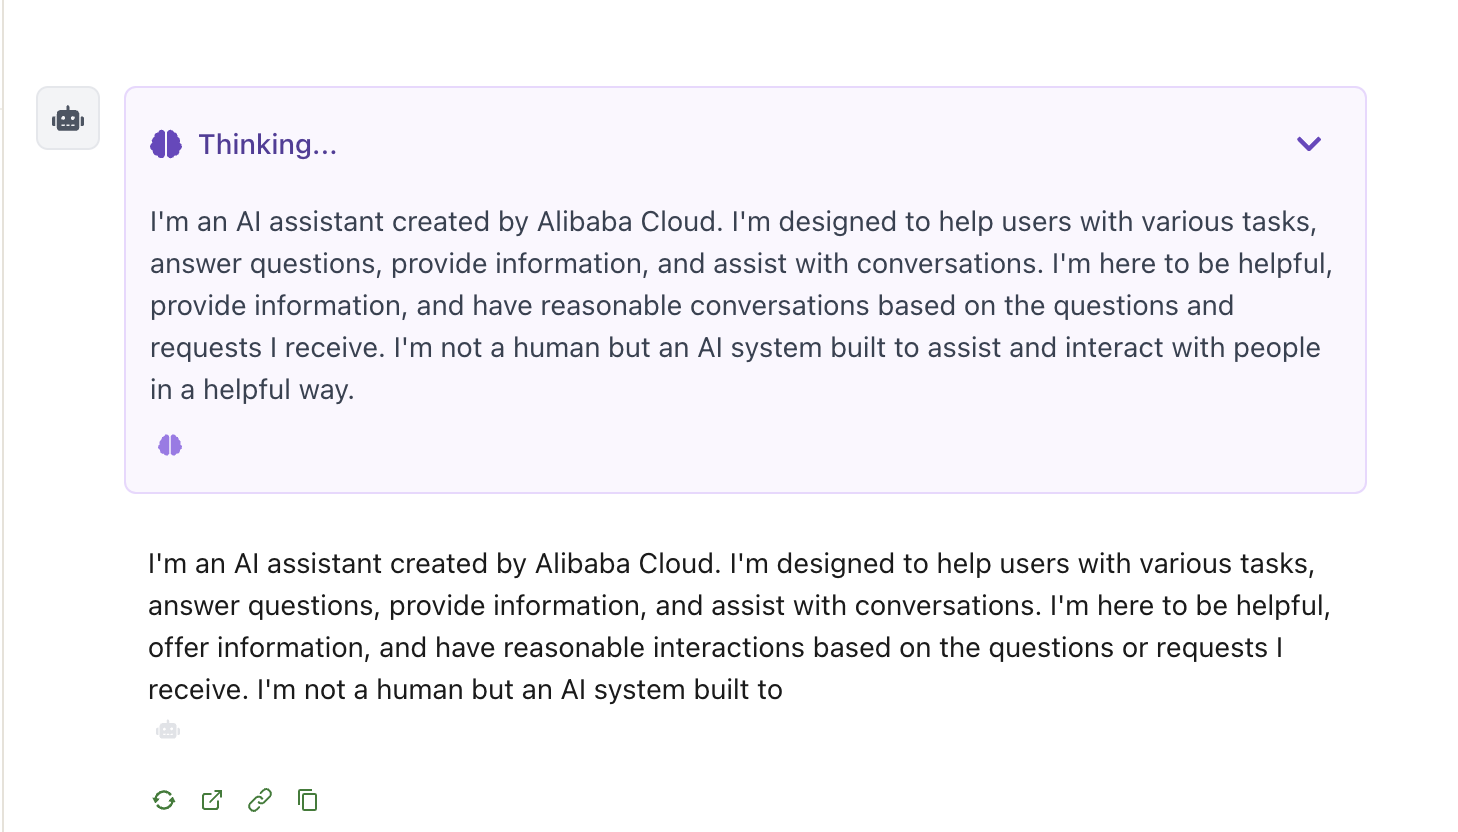 Thinking...
I'm an AI assistant created by Alibaba Cloud. I'm designed to help users with various tasks,
answer questions, provide information, and assist with conversations. I'm here to be helpful,
provide information, and have reasonable conversations based on the questions and
requests I receive. I'm not a human but an AI system built to assist and interact with people
in a helpful way.
I'm an AI assistant created by Alibaba Cloud. I'm designed to help users with various tasks,
answer questions, provide information, and assist with conversations. I'm here to be helpful,
offer information, and have reasonable interactions based on the questions or requests I
receive. I'm not a human but an AI system built to